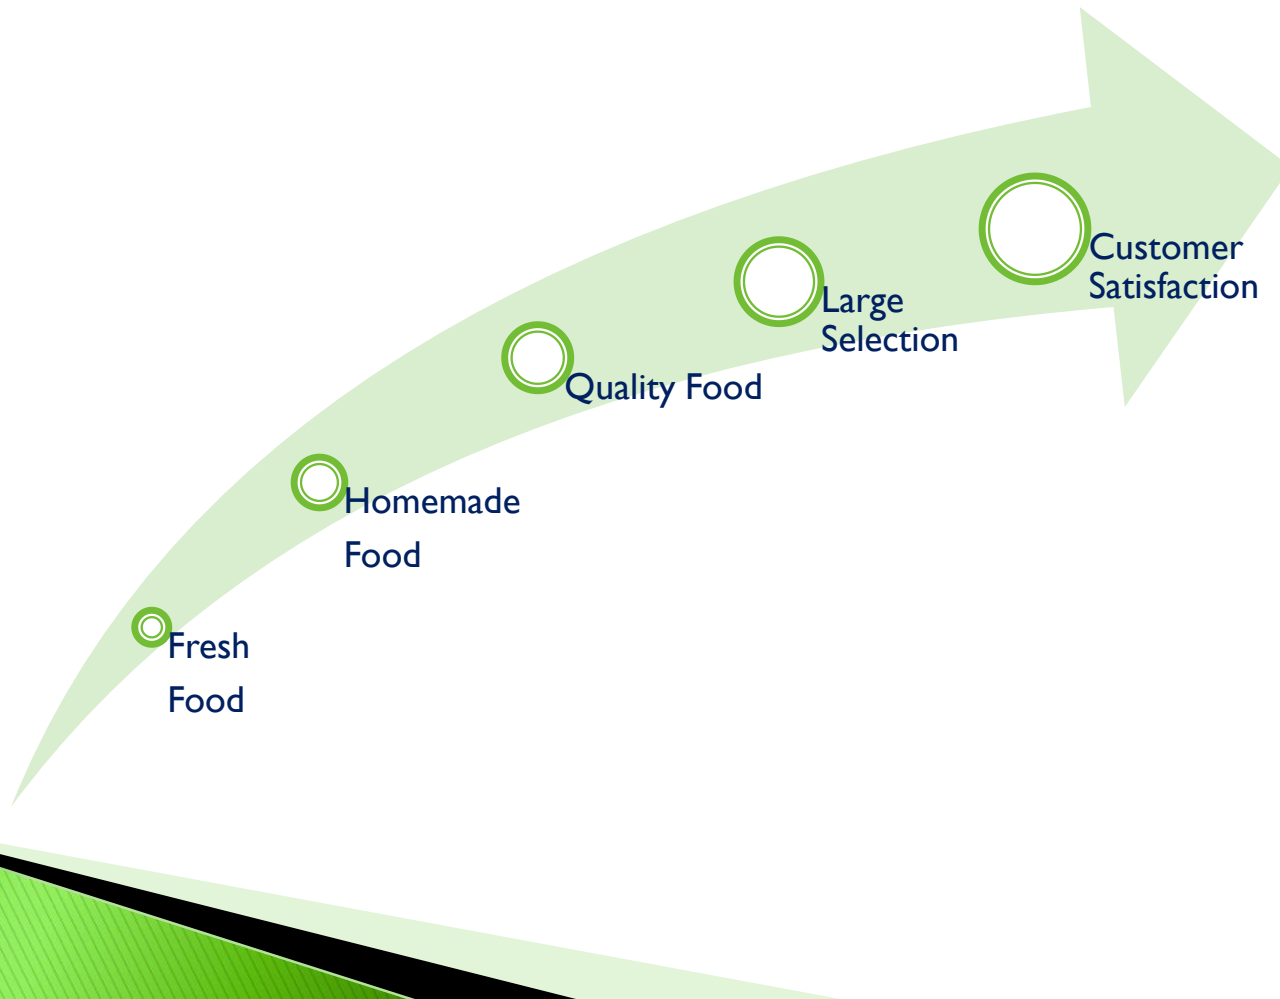 Fresh
Food
Homemade
Food
Quality Food
Large
Selection
Customer
Satisfaction